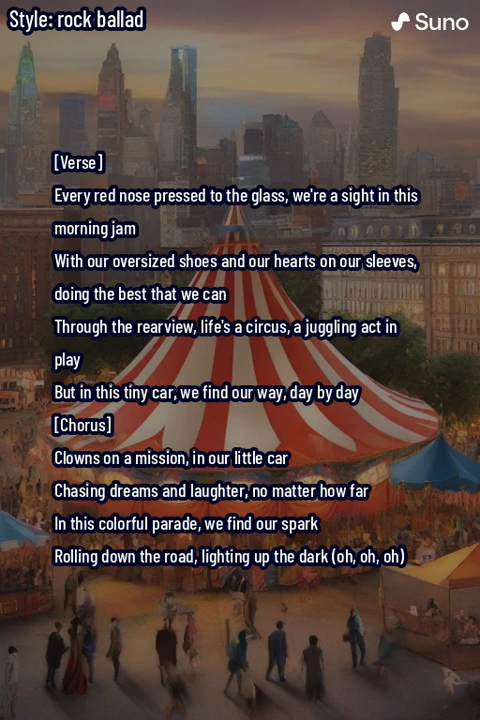 Style: rock ballad
Suno
[Verse]
Every red nose pressed to the glass, we're a sight in this
morning jam
With our oversized shoes and our hearts on our sleeves,
doing the best that we can
Through the rearview, life's a circus, a juggling act in
play
But in this tiny car, we find our way, day by day
[Chorus]
Clowns on a mission, in our little car
Chasing dreams and laughter, no matter how far
In this colorful parade, we find our spark
Rolling down the road, lighting up the dark (oh, oh, oh)